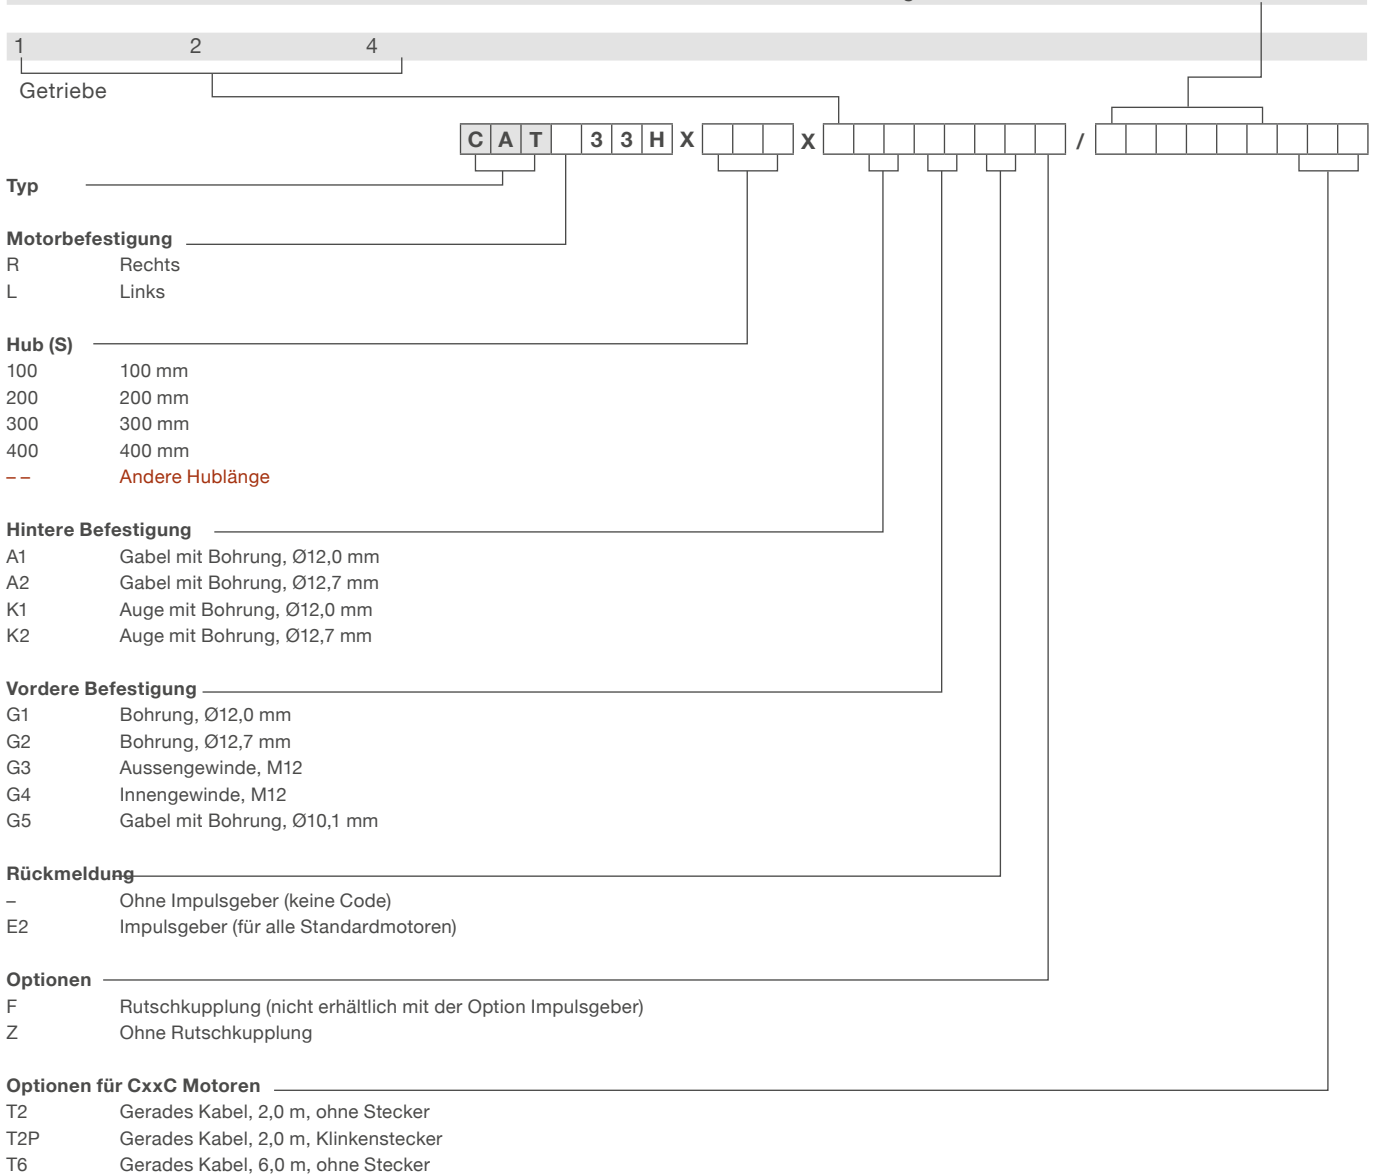 1 2 4
Getriebe
C A T 3 3 H X X /
Typ
Motorbefestigung
R Rechts
L Links
Hub (S)
100 100 mm
200 200 mm
300 300 mm
400 400 mm
– – Andere Hublänge
Hintere Befestigung
A1 Gabel mit Bohrung, Ø12,0 mm
A2 Gabel mit Bohrung, Ø12,7 mm
K1 Auge mit Bohrung, Ø12,0 mm
K2 Auge mit Bohrung, Ø12,7 mm
Vordere Befestigung
G1 Bohrung, Ø12,0 mm
G2 Bohrung, Ø12,7 mm
G3 Aussengewinde, M12
G4 Innengewinde, M12
G5 Gabel mit Bohrung, Ø10,1 mm
Rückmeldung
– Ohne Impulsgeber (keine Code)
E2 Impulsgeber (für alle Standardmotoren)
Optionen
F Rutschkupplung (nicht erhältlich mit der Option Impulsgeber)
Z Ohne Rutschkupplung
Optionen für CxxC Motoren
T2 Gerades Kabel, 2,0 m, ohne Stecker
T2P Gerades Kabel, 2,0 m, Klinkenstecker
T6 Gerades Kabel, 6,0 m, ohne Stecker